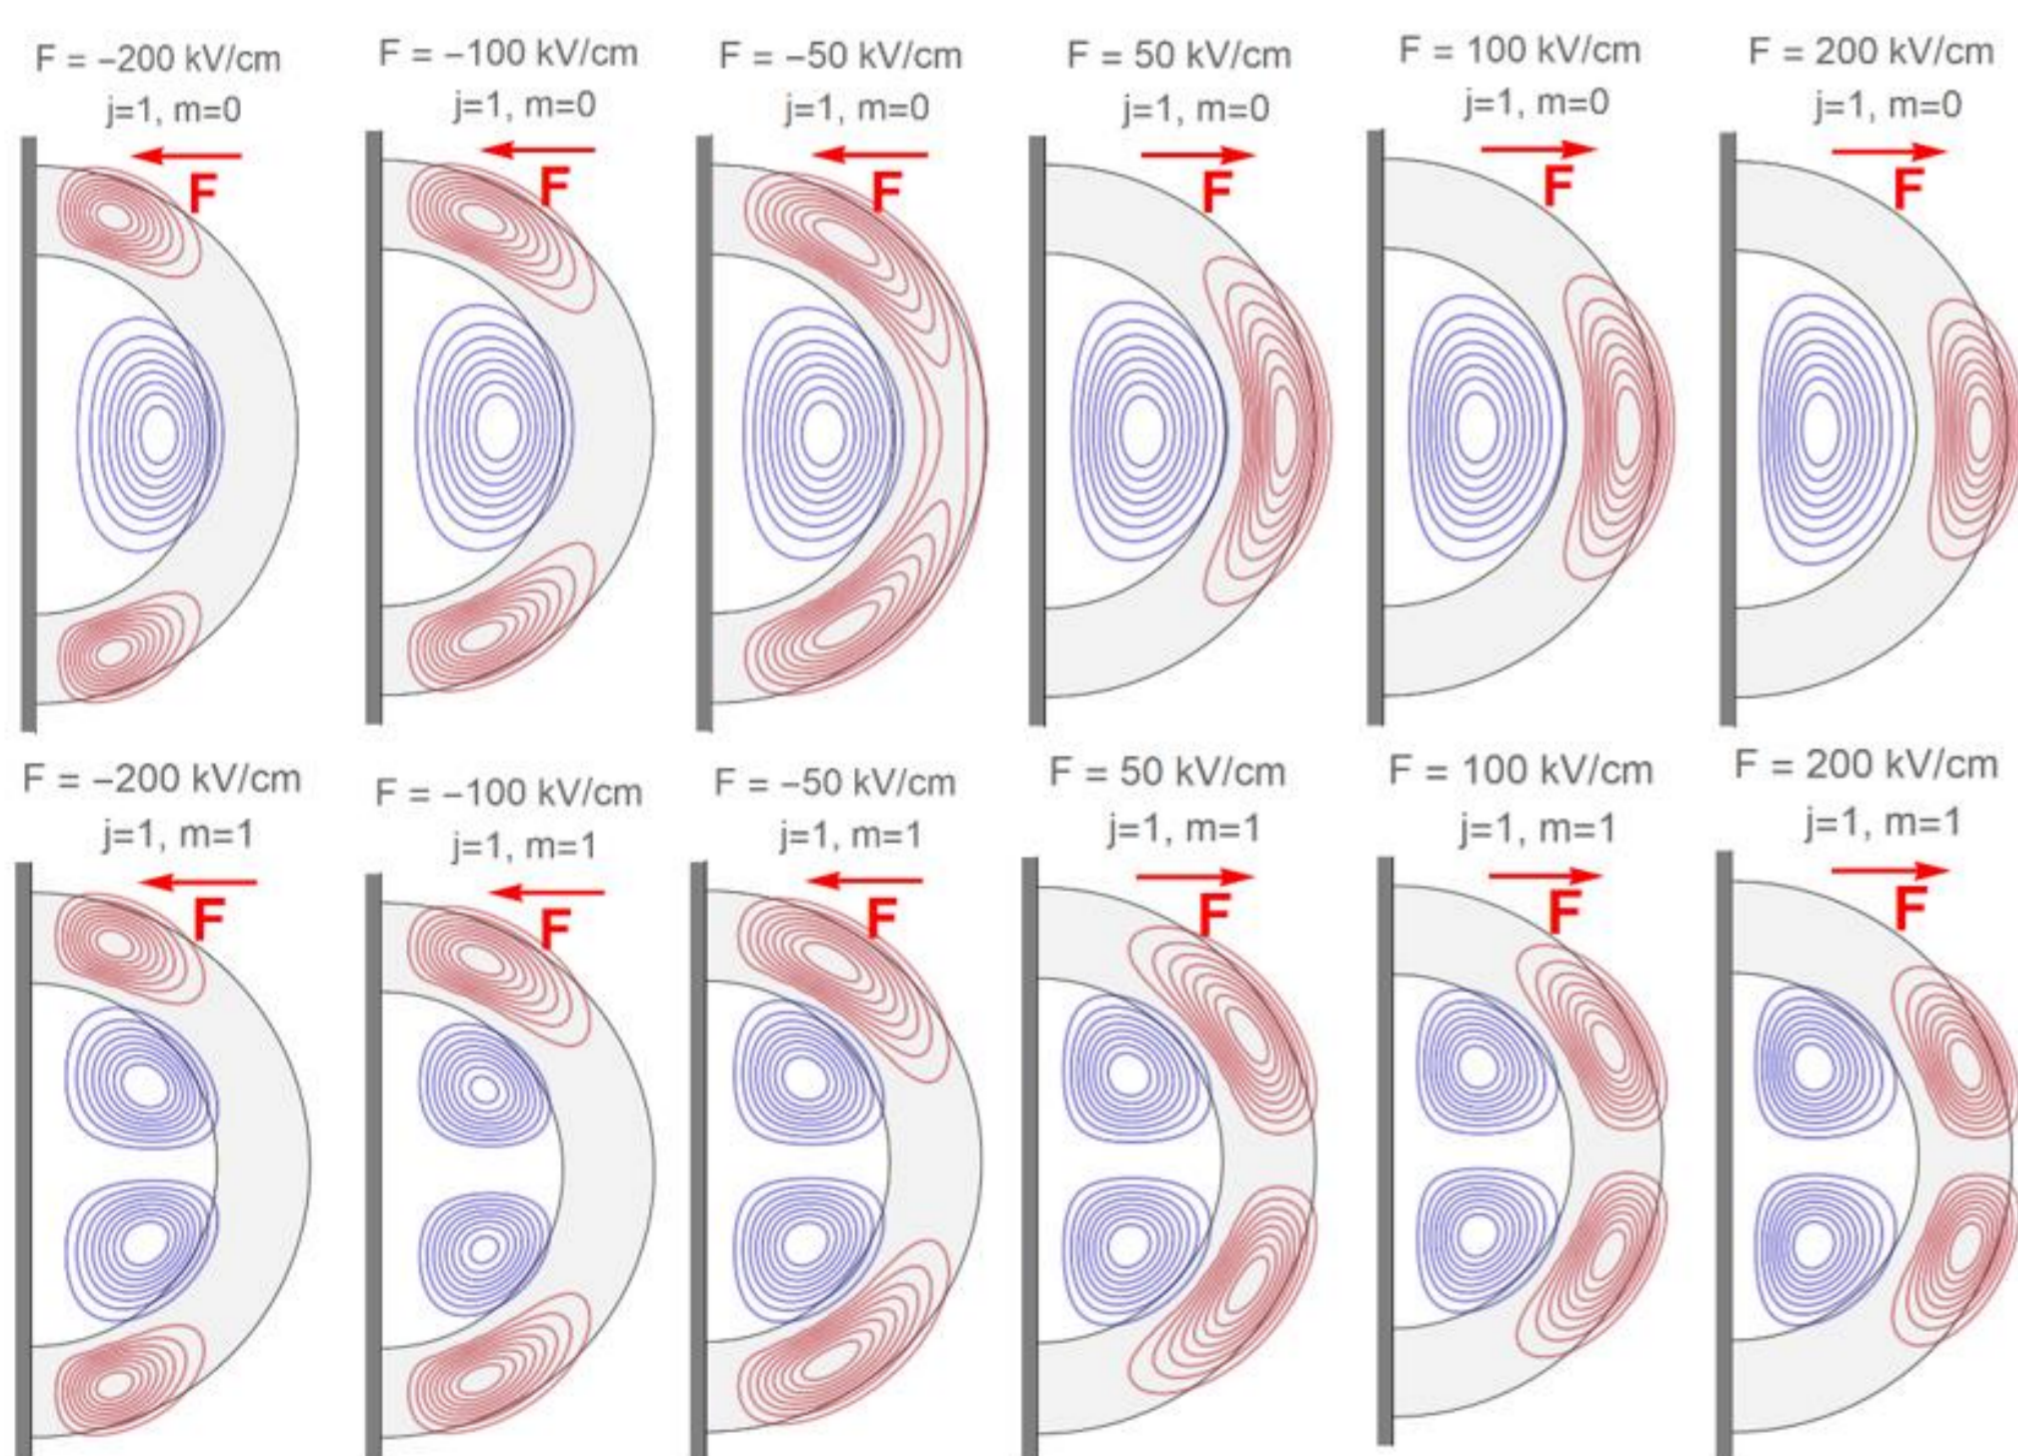 F = −200 kV/cm
j=1, m=0
F
F = −100 kV/cm
j=1, m=0
F
F = −50 kV/cm
j=1, m=0
F
F = 50 kV/cm
j=1, m=0
F
F = 100 kV/cm
j=1, m=0
F
F = 200 kV/cm
j=1, m=0
F
F = −200 kV/cm
j=1, m=1
F
F = −100 kV/cm
j=1, m=1
F
F = −50 kV/cm
j=1, m=1
F
F = 50 kV/cm
j=1, m=1
F
F = 100 kV/cm
j=1, m=1
F
F = 200 kV/cm
j=1, m=1
F